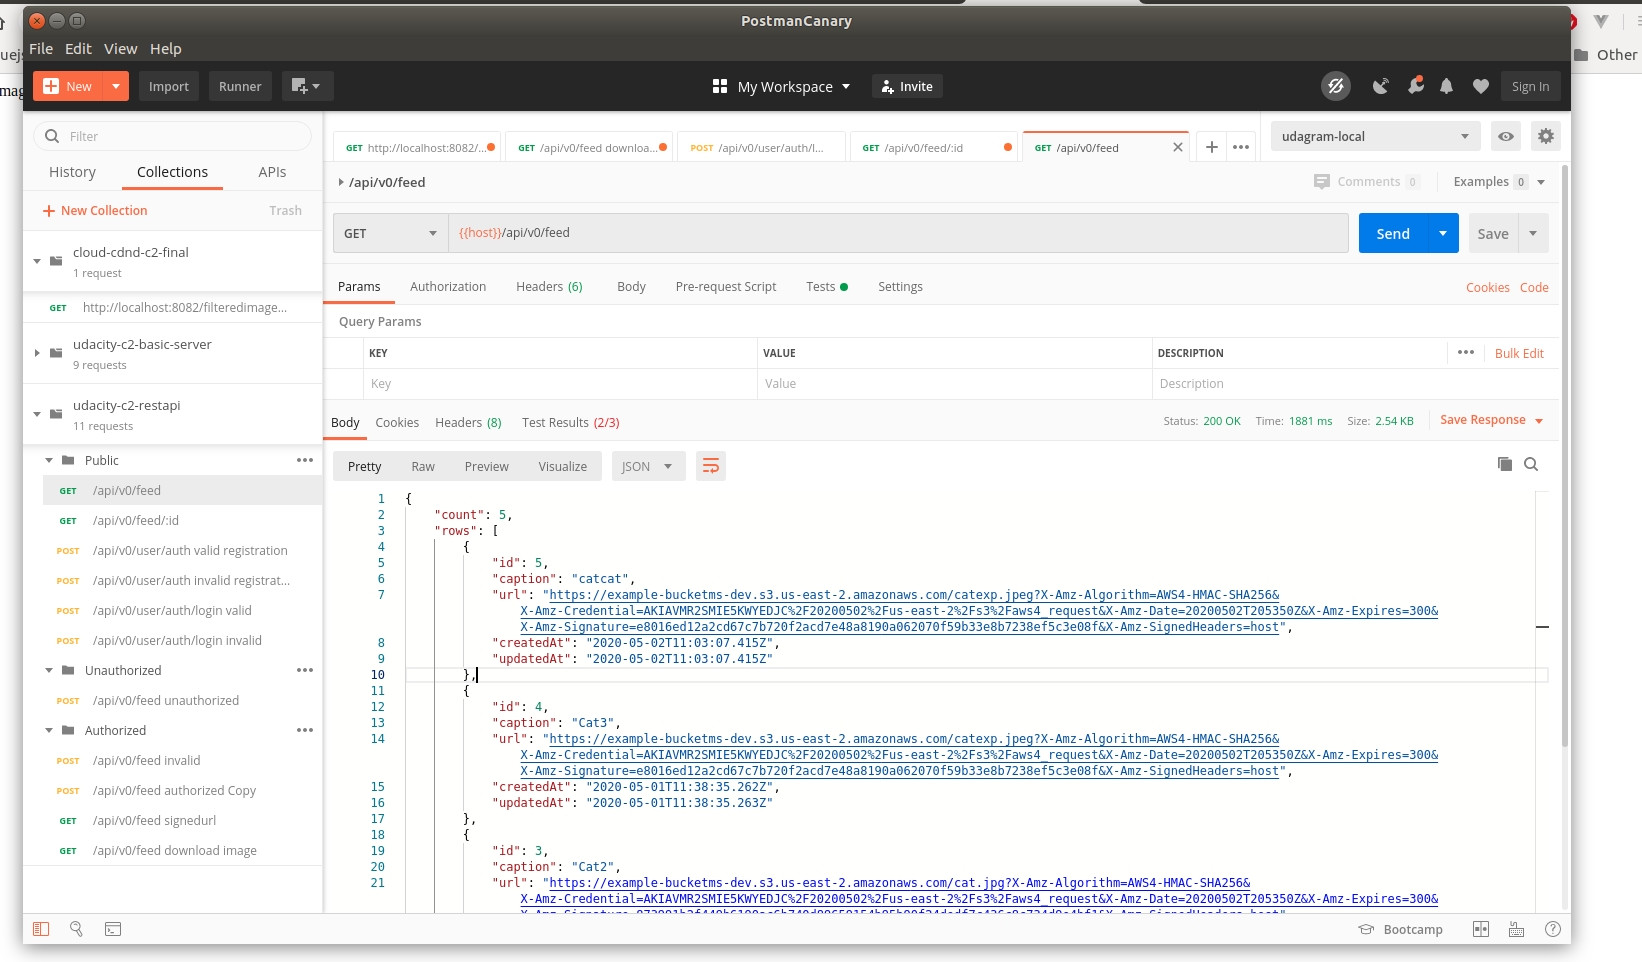 PostmanCanary
File Edit View Help
Other
New Import Runner My Workspace Invite Sign In
Filter
History Collections APIs
New Collection Trash
cloud-cdnd-c2-final
1 request
GET http://localhost:8082/filteredimage...
udacity-c2-basic-server
9 requests
udacity-c2-restapi
11 requests
Public
GET /api/v0/feed
GET /api/v0/feed/:id
POST /api/v0/user/auth valid registration
POST /api/v0/user/auth invalid registrat...
POST /api/v0/user/auth/login valid
POST /api/v0/user/auth/login invalid
Unauthorized
POST /api/v0/feed unauthorized
Authorized
POST /api/v0/feed invalid
POST /api/v0/feed authorized Copy
GET /api/v0/feed signedurl
GET /api/v0/feed download image
GET http://localhost:8082/... GET /api/v0/feed downloa... POST /api/v0/user/auth/l... GET /api/v0/feed/:id GET /api/v0/feed
udagram-local
/api/v0/feed Comments 0 Examples 0
GET {{host}}/api/v0/feed Send Save
Params Authorization Headers (6) Body Pre-request Script Tests Settings Cookies Code
Query Params
KEY VALUE DESCRIPTION Bulk Edit
Key Value Description
Body Cookies Headers (8) Test Results (2/3) Status: 200 OK Time: 1881 ms Size: 2.54 KB Save Response
Pretty Raw Preview Visualize JSON
1 {
2 "count": 5,
3 "rows": [
4 {
5 "id": 5,
6 "caption": "catcat",
7 "url": "https://example-bucketms-dev.s3.us-east-2.amazonaws.com/catexp.jpeg?X-Amz-Algorithm=AWS4-HMAC-SHA256&
X-Amz-Credential=AKIAVMR2SMIE5KWYEDJC%2F20200502%2Fus-east-2%2Fs3%2Faws4_request&X-Amz-Date=20200502T205350Z&X-Amz-Expires=300&
X-Amz-Signature=e8016ed12a2cd67c7b720f2acd7e48a8190a062070f59b33e8b7238ef5c3e08f&X-Amz-SignedHeaders=host",
8 "createdAt": "2020-05-02T11:03:07.415Z",
9 "updatedAt": "2020-05-02T11:03:07.415Z"
10 },
11 {
12 "id": 4,
13 "caption": "Cat3",
14 "url": "https://example-bucketms-dev.s3.us-east-2.amazonaws.com/catexp.jpeg?X-Amz-Algorithm=AWS4-HMAC-SHA256&
X-Amz-Credential=AKIAVMR2SMIE5KWYEDJC%2F20200502%2Fus-east-2%2Fs3%2Faws4_request&X-Amz-Date=20200502T205350Z&X-Amz-Expires=300&
X-Amz-Signature=e8016ed12a2cd67c7b720f2acd7e48a8190a062070f59b33e8b7238ef5c3e08f&X-Amz-SignedHeaders=host",
15 "createdAt": "2020-05-01T11:38:35.262Z",
16 "updatedAt": "2020-05-01T11:38:35.263Z"
17 },
18 {
19 "id": 3,
20 "caption": "Cat2",
21 "url": "https://example-bucketms-dev.s3.us-east-2.amazonaws.com/cat.jpg?X-Amz-Algorithm=AWS4-HMAC-SHA256&
X-Amz-Credential=AKIAVMR2SMIE5KWYEDJC%2F20200502%2Fus-east-2%2Fs3%2Faws4_request&X-Amz-Date=20200502T205350Z&X-Amz-Expires=300&
Bootcamp